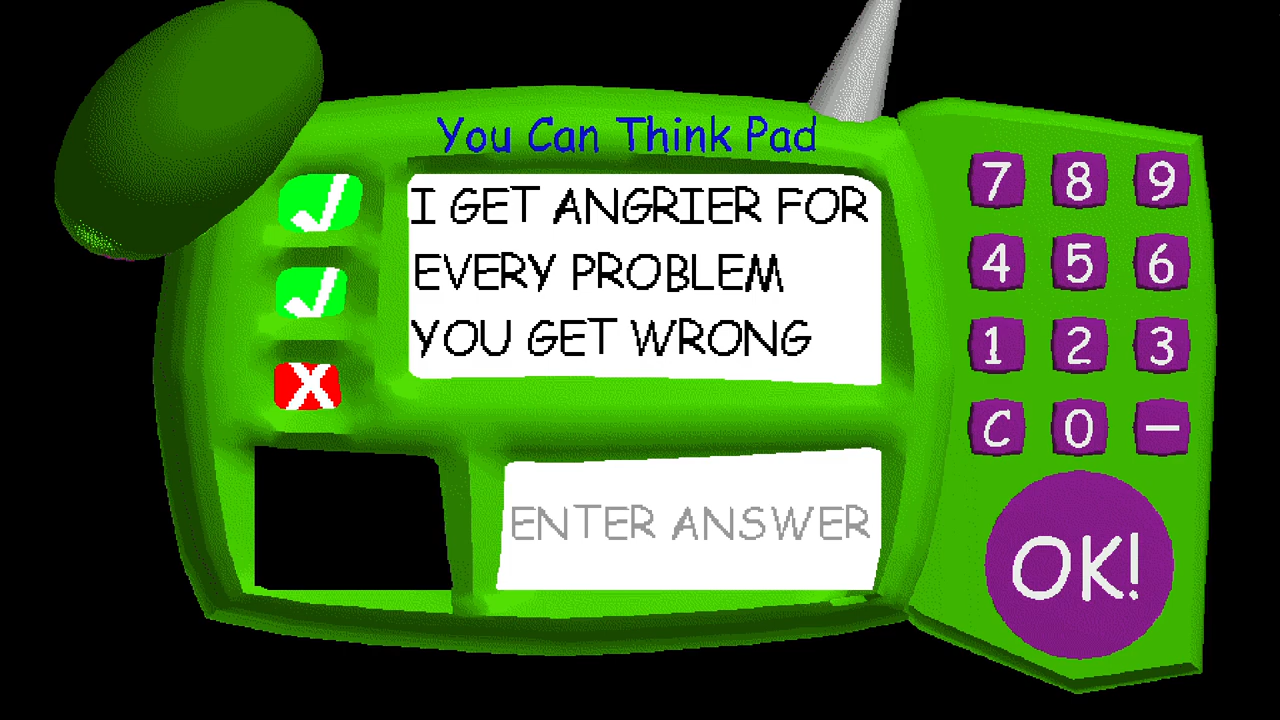 You Can Think Pad
I GET ANGRIER FOR
EVERY PROBLEM
YOU GET WRONG
X
ENTER ANSWER
7 8 9
4 5 6
1 2 3
C 0 −
OK!